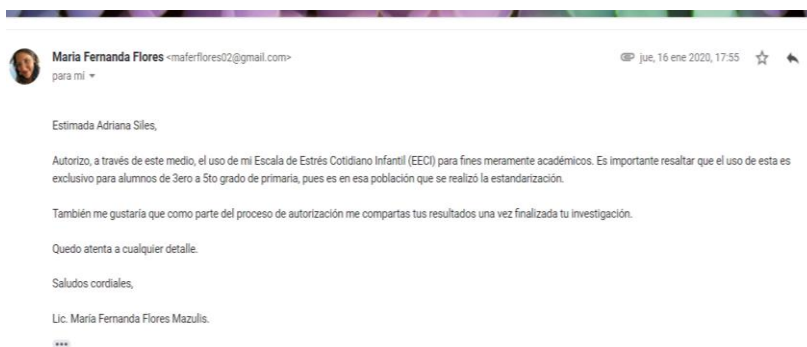 Maria Fernanda Flores <maferflores02@gmail.com>
jue, 16 ene 2020, 17:55
para mí
Estimada Adriana Siles,
Autorizo, a través de este medio, el uso de mi Escala de Estrés Cotidiano Infantil (EECI) para fines meramente académicos. Es importante resaltar que el uso de esta es
exclusivo para alumnos de 3ero a 5to grado de primaria, pues es en esa población que se realizó la estandarización.
También me gustaría que como parte del proceso de autorización me compartas tus resultados una vez finalizada tu investigación.
Quedo atenta a cualquier detalle.
Saludos cordiales,
Lic. María Fernanda Flores Mazulis.